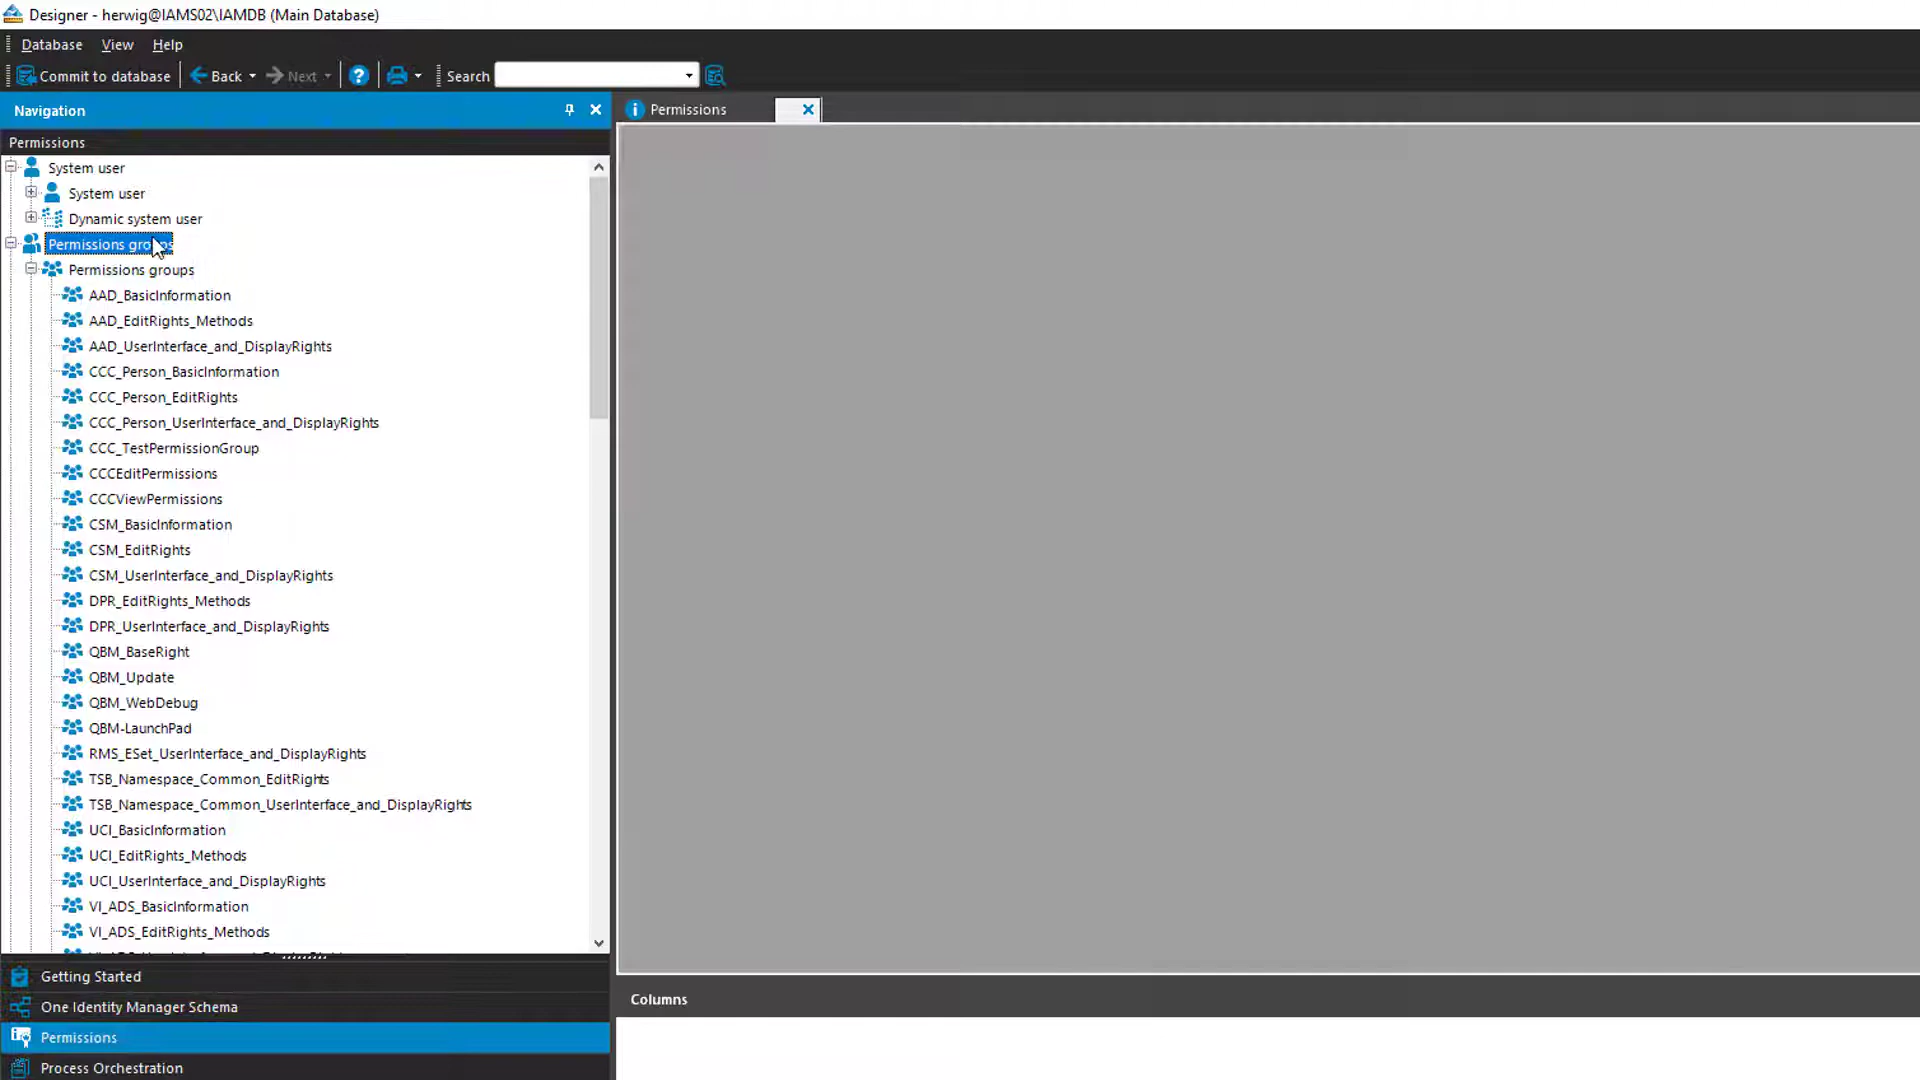 Designer - herwig@IAMS02\IAMDB (Main Database)
Database View Help
Commit to database Back Next Search
Navigation
Permissions
Permissions
System user
System user
Dynamic system user
Permissions groups
Permissions groups
AAD_BasicInformation
AAD_EditRights_Methods
AAD_UserInterface_and_DisplayRights
CCC_Person_BasicInformation
CCC_Person_EditRights
CCC_Person_UserInterface_and_DisplayRights
CCC_TestPermissionGroup
CCCEditPermissions
CCCViewPermissions
CSM_BasicInformation
CSM_EditRights
CSM_UserInterface_and_DisplayRights
DPR_EditRights_Methods
DPR_UserInterface_and_DisplayRights
QBM_BaseRight
QBM_Update
QBM_WebDebug
QBM-LaunchPad
RMS_ESet_UserInterface_and_DisplayRights
TSB_Namespace_Common_EditRights
TSB_Namespace_Common_UserInterface_and_DisplayRights
UCI_BasicInformation
UCI_EditRights_Methods
UCI_UserInterface_and_DisplayRights
VI_ADS_BasicInformation
VI_ADS_EditRights_Methods
Getting Started
One Identity Manager Schema
Permissions
Process Orchestration
Columns